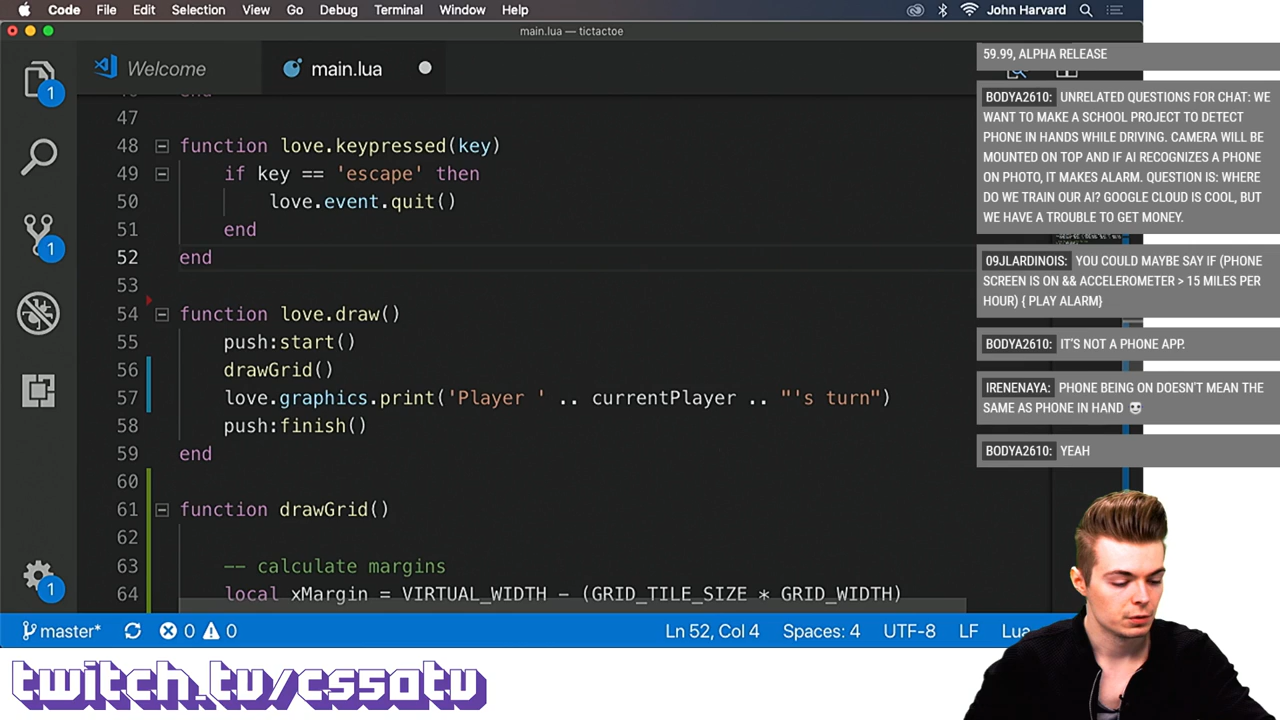 Code File Edit Selection View Go Debug Terminal Window Help John Harvard
main.lua — tictactoe
Welcome main.lua
47
48 function love.keypressed(key)
49 if key == 'escape' then
50 love.event.quit()
51 end
52 end
53
54 function love.draw()
55 push:start()
56 drawGrid()
57 love.graphics.print('Player ' .. currentPlayer .. "'s turn")
58 push:finish()
59 end
60
61 function drawGrid()
62
63 -- calculate margins
64 local xMargin = VIRTUAL_WIDTH - (GRID_TILE_SIZE * GRID_WIDTH)
1
1
1
master* 0 0 Ln 52, Col 4 Spaces: 4 UTF-8 LF Lua
59.99, ALPHA RELEASE
BODYA2610: UNRELATED QUESTIONS FOR CHAT: WE
WANT TO MAKE A SCHOOL PROJECT TO DETECT
PHONE IN HANDS WHILE DRIVING. CAMERA WILL BE
MOUNTED ON TOP AND IF AI RECOGNIZES A PHONE
ON PHOTO, IT MAKES ALARM. QUESTION IS: WHERE
DO WE TRAIN OUR AI? GOOGLE CLOUD IS COOL, BUT
WE HAVE A TROUBLE TO GET MONEY.
09JLARDINOIS: YOU COULD MAYBE SAY IF (PHONE
SCREEN IS ON && ACCELEROMETER > 15 MILES PER
HOUR) { PLAY ALARM}
BODYA2610: IT'S NOT A PHONE APP.
IRENENAYA: PHONE BEING ON DOESN'T MEAN THE
SAME AS PHONE IN HAND
BODYA2610: YEAH
twitch.tv/cs50tv